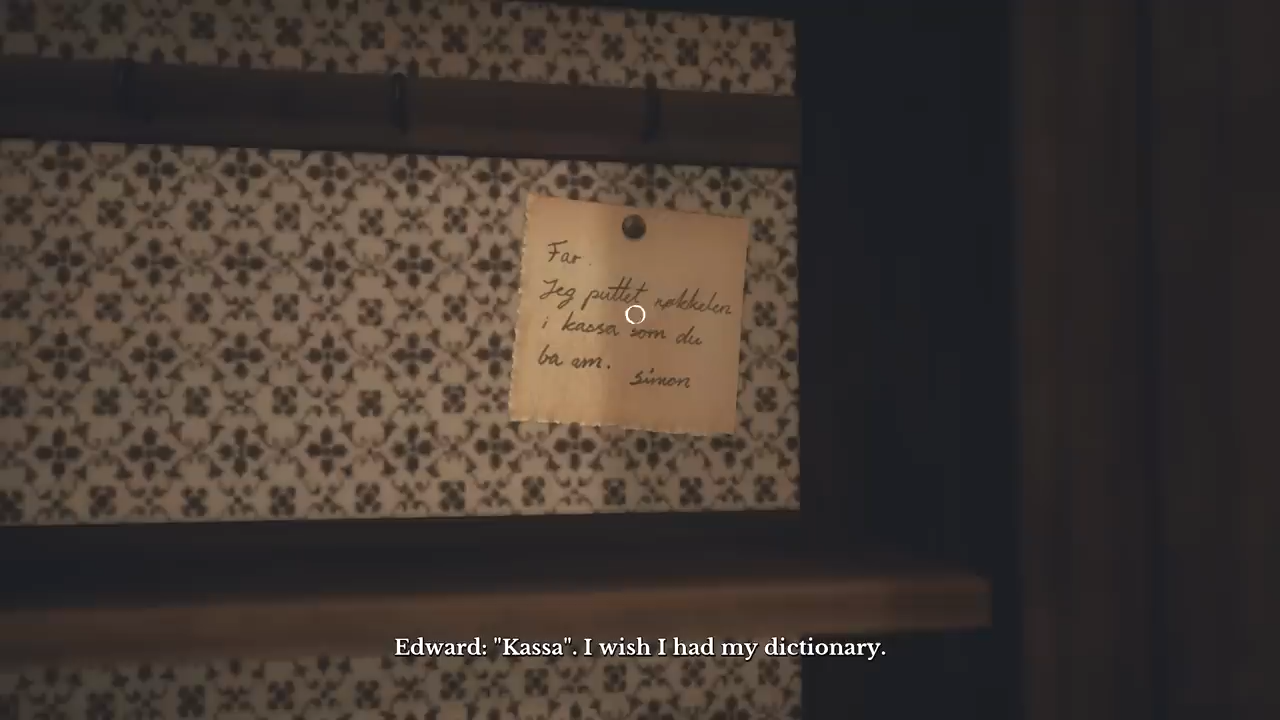 Far.
Jeg puttet nøkkelen
i kassa som du
ba om.
Simon
Edward: "Kassa". I wish I had my dictionary.